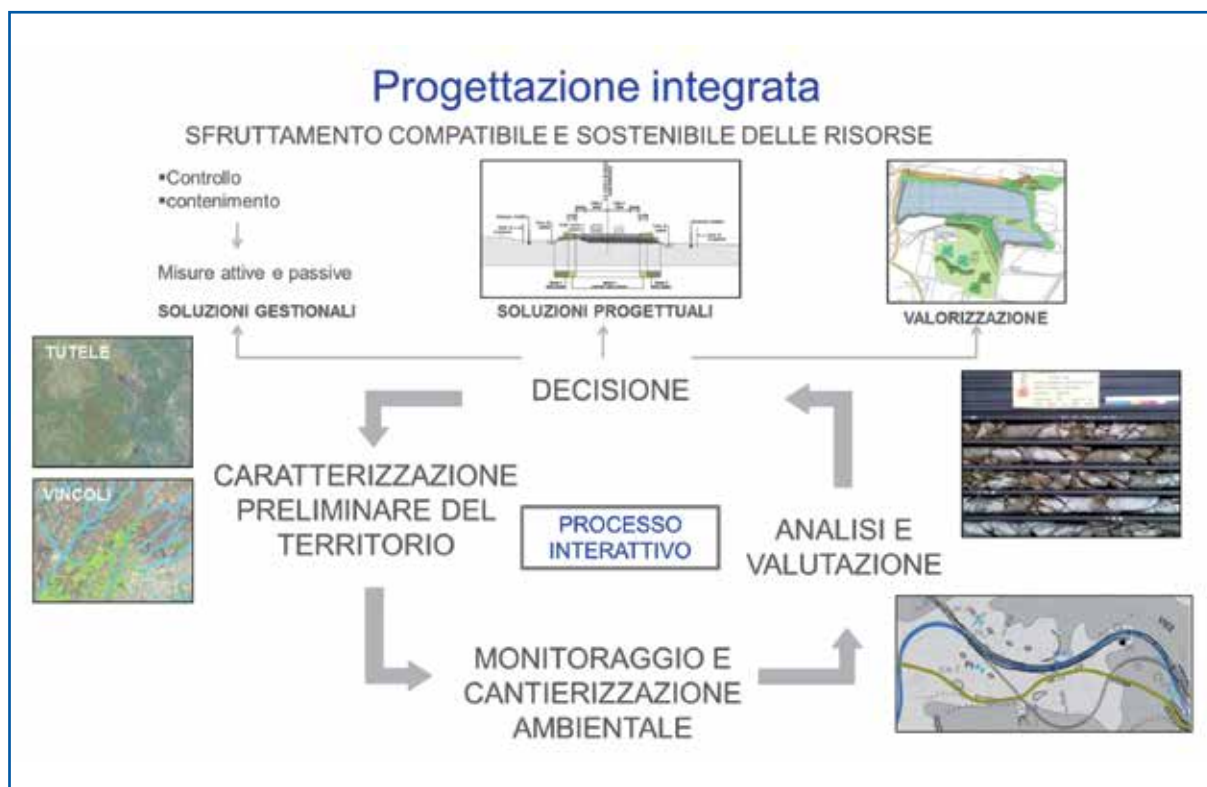 Progettazione integrata
SFRUTTAMENTO COMPATIBILE E SOSTENIBILE DELLE RISORSE
▪Controllo
▪contenimento
Misure attive e passive
SOLUZIONI GESTIONALI
SOLUZIONI PROGETTUALI
VALORIZZAZIONE
TUTELE
VINCOLI
DECISIONE
CARATTERIZZAZIONE
PRELIMINARE DEL
TERRITORIO
PROCESSO
INTERATTIVO
ANALISI E
VALUTAZIONE
MONITORAGGIO E
CANTIERIZZAZIONE
AMBIENTALE